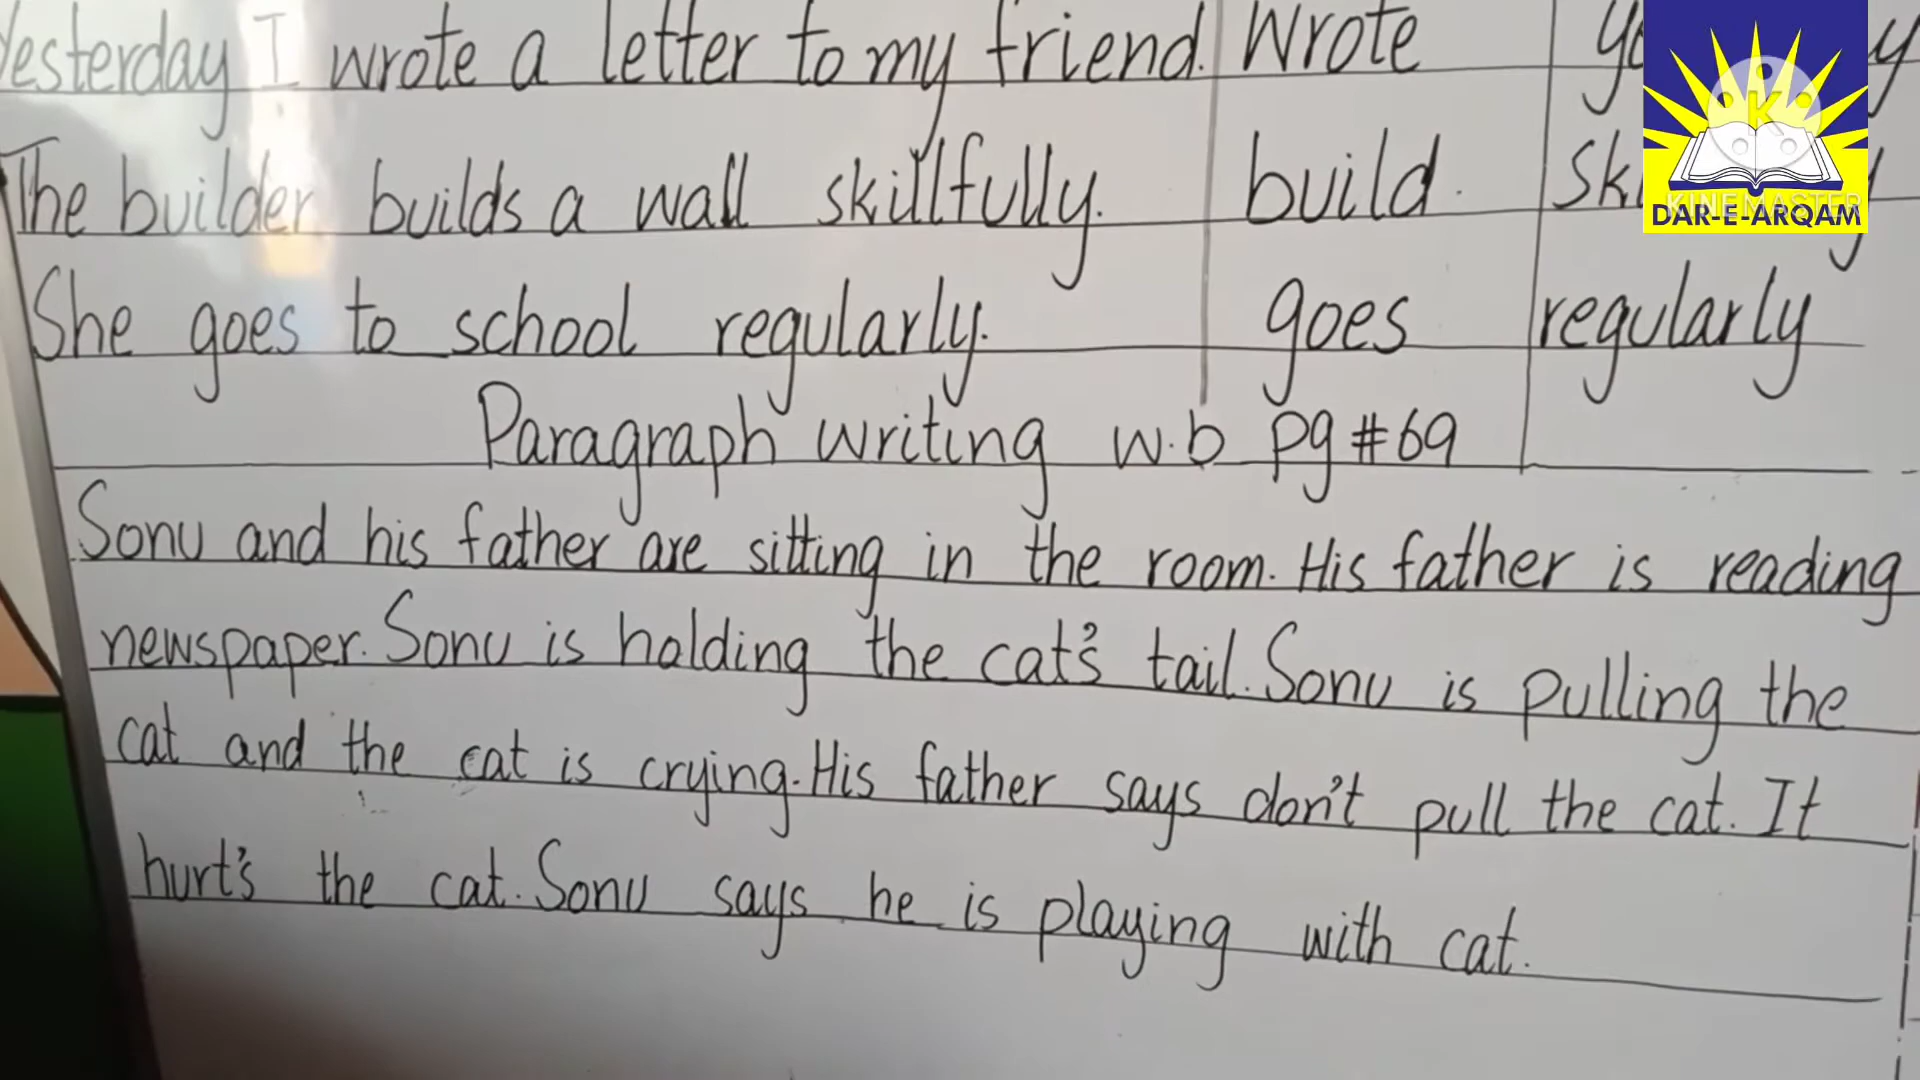 Yesterday I wrote a letter to my friend. Wrote
The builder builds a wall skillfully. build
She goes to school regularly. goes regularly
Paragraph writing w.b pg #69
Sonu and his father are sitting in the room. His father is reading
newspaper. Sonu is holding the cat's tail. Sonu is pulling the
cat and the cat is crying. His father says don't pull the cat. It
hurt's the cat. Sonu says he is playing with cat.
K
KINEMASTER
DAR-E-ARQAM